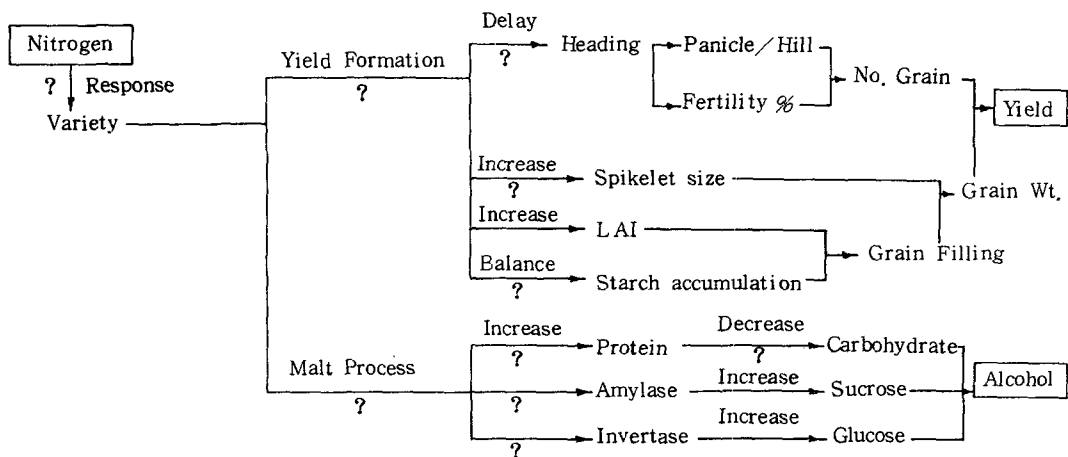 Nitrogen
? Response
Variety
Yield Formation
?
Delay
?
Heading
Panicle/Hill
Fertility %
No. Grain
Yield
Increase
?
Spikelet size
Grain Wt.
Increase
LAI
Grain Filling
Balance
?
Starch accumulation
Malt Process
?
Increase
?
Protein
Decrease
?
Carbohydrate
?
Amylase
Increase
Sucrose
Alcohol
?
Invertase
Increase
Glucose